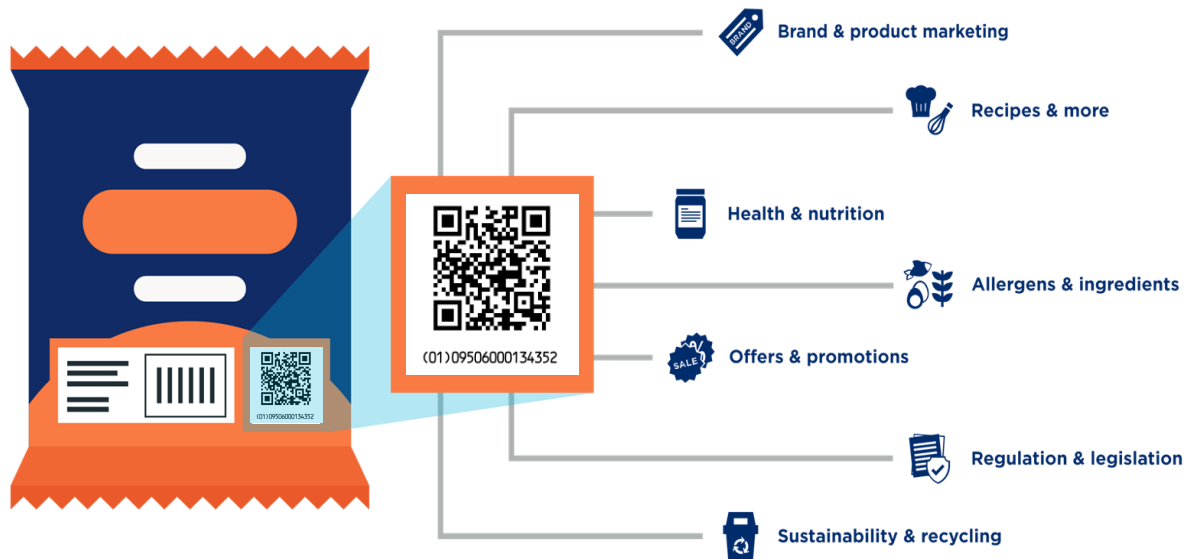 BRAND
Brand & product marketing
Recipes & more
Health & nutrition
Allergens & ingredients
(01)09506000134352
SALE
Offers & promotions
(01)09506000134352
Regulation & legislation
Sustainability & recycling